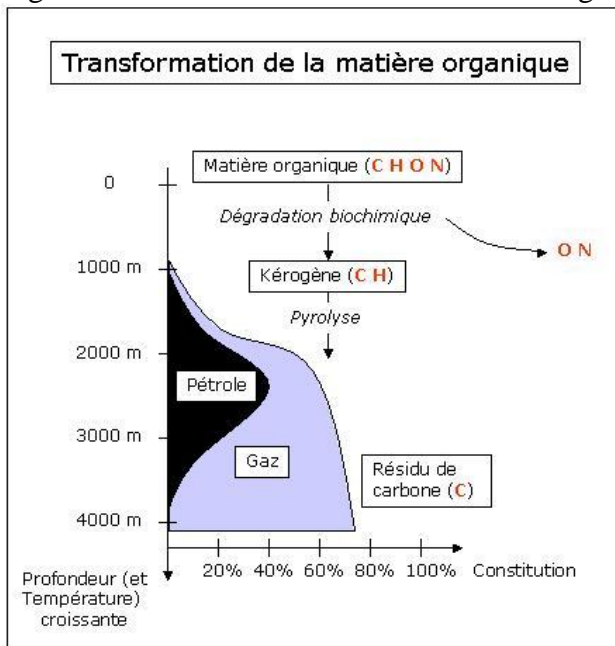 Transformation de la matière organique
Matière organique (C H O N)
0
Dégradation biochimique
O N
1000 m
Kérogène (C H)
Pyrolyse
2000 m
Pétrole
3000 m
Gaz
Résidu de
carbone (C)
4000 m
20% 40% 60% 80% 100% Constitution
Profondeur (et
Température)
croissante